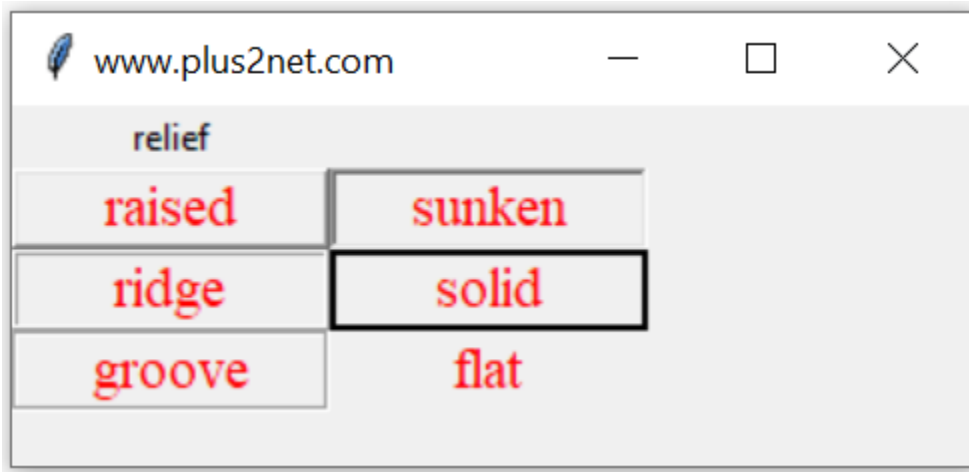 www.plus2net.com
relief
raised sunken
ridge solid
groove flat